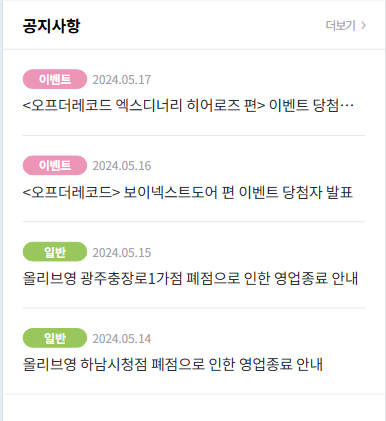 공지사항 더보기 >
이벤트 2024.05.17
<오프더레코드 엑스디너리 히어로즈 편> 이벤트 당첨…
이벤트 2024.05.16
<오프더레코드> 보이넥스트도어 편 이벤트 당첨자 발표
일반 2024.05.15
올리브영 광주충장로1가점 폐점으로 인한 영업종료 안내
일반 2024.05.14
올리브영 하남시청점 폐점으로 인한 영업종료 안내